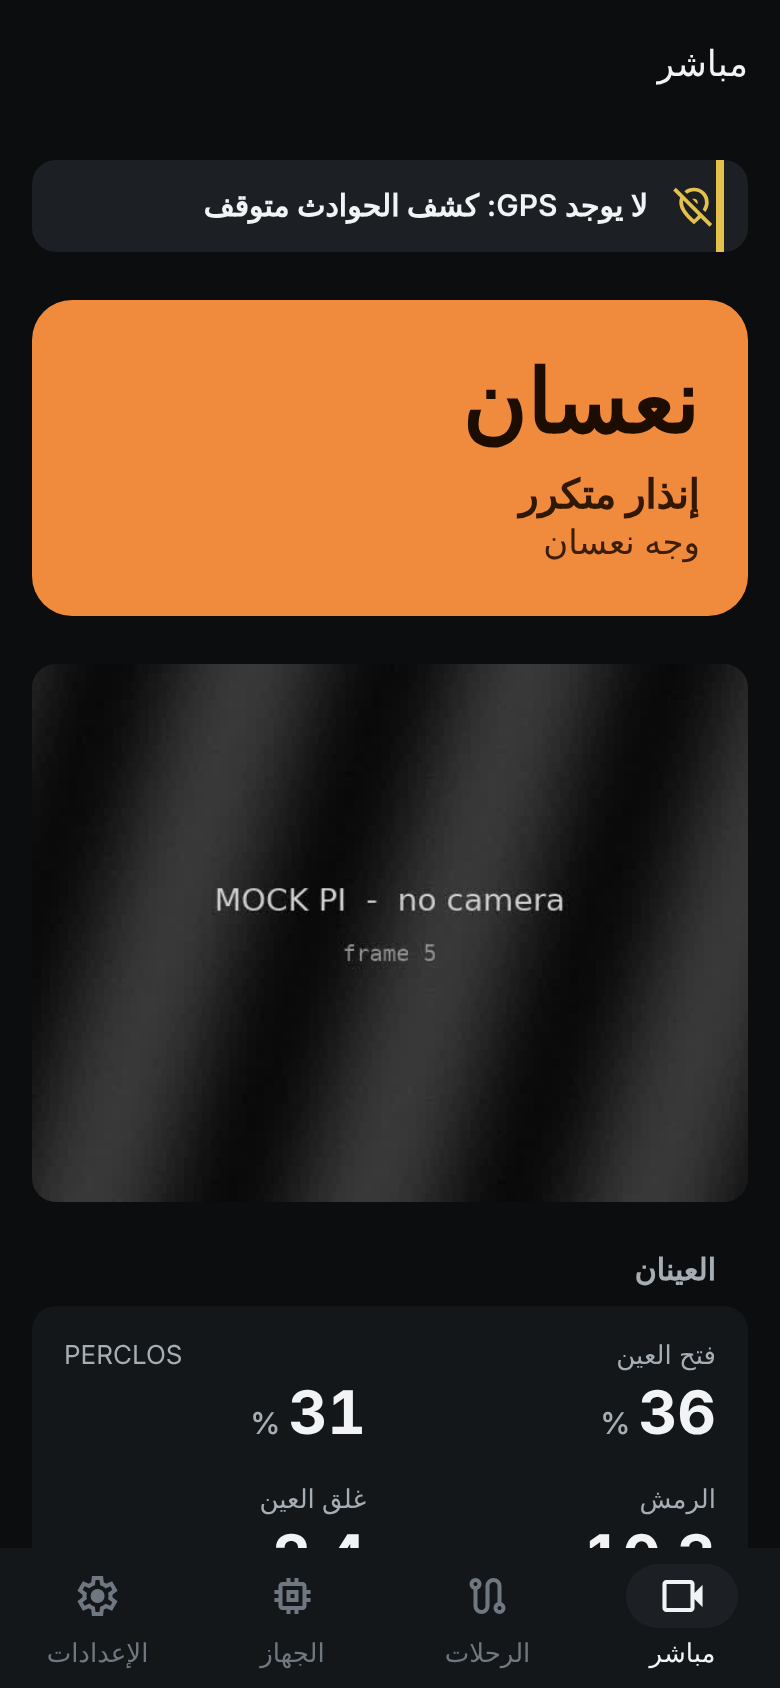 مباشر
لا يوجد GPS: كشف الحوادث متوقف
نعسان
إنذار متكرر
وجه نعسان
MOCK PI - no camera
frame 5
العينان
فتح العين
PERCLOS
36 %
31 %
الرمش
غلق العين
مباشر
الرحلات
الجهاز
الإعدادات